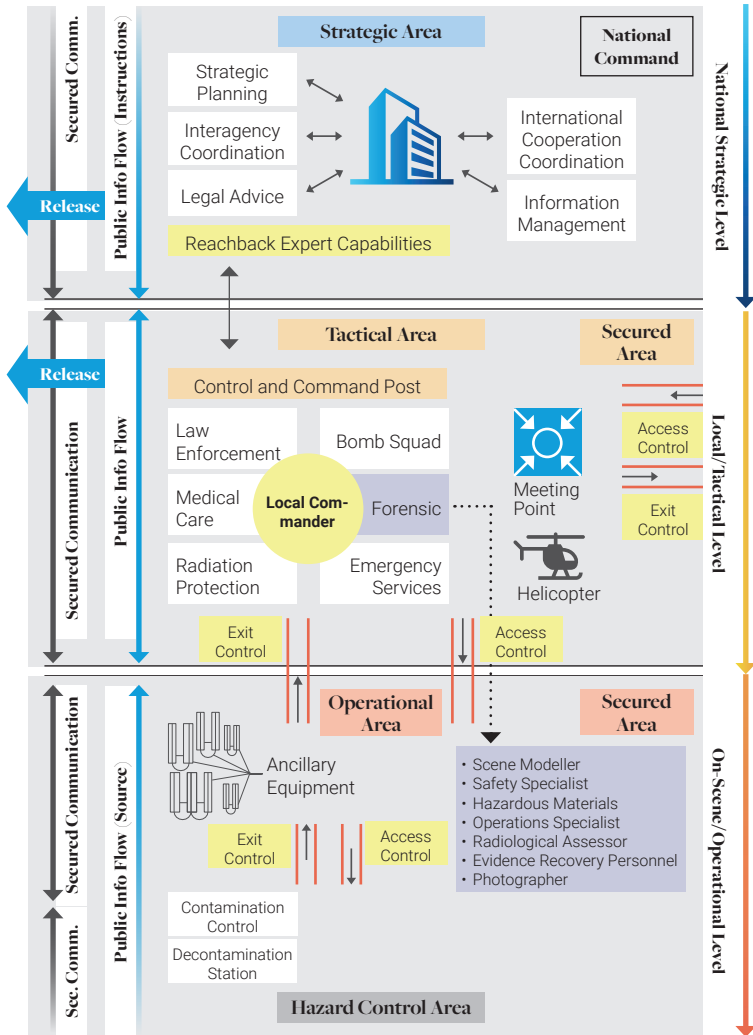 Strategic Area
National
Command
Strategic
Planning
Interagency
Coordination
Legal Advice
International
Cooperation
Coordination
Information
Management
Reachback Expert Capabilities
Secured Comm.
Public Info Flow (Instructions)
Release
National Strategic Level
Tactical Area
Secured
Area
Control and Command Post
Law
Enforcement
Bomb Squad
Medical
Care
Local Com-
mander
Forensic
Radiation
Protection
Emergency
Services
Meeting
Point
Helicopter
Access
Control
Exit
Control
Exit
Control
Access
Control
Release
Secured Communication
Public Info Flow
Local/Tactical Level
Operational
Area
Secured
Area
Ancillary
Equipment
Exit
Control
Access
Control
• Scene Modeller
• Safety Specialist
• Hazardous Materials
• Operations Specialist
• Radiological Assessor
• Evidence Recovery Personnel
• Photographer
Contamination
Control
Decontamination
Station
Hazard Control Area
Secured Communication
Sec. Comm.
Public Info Flow (Source)
On-Scene/Operational Level